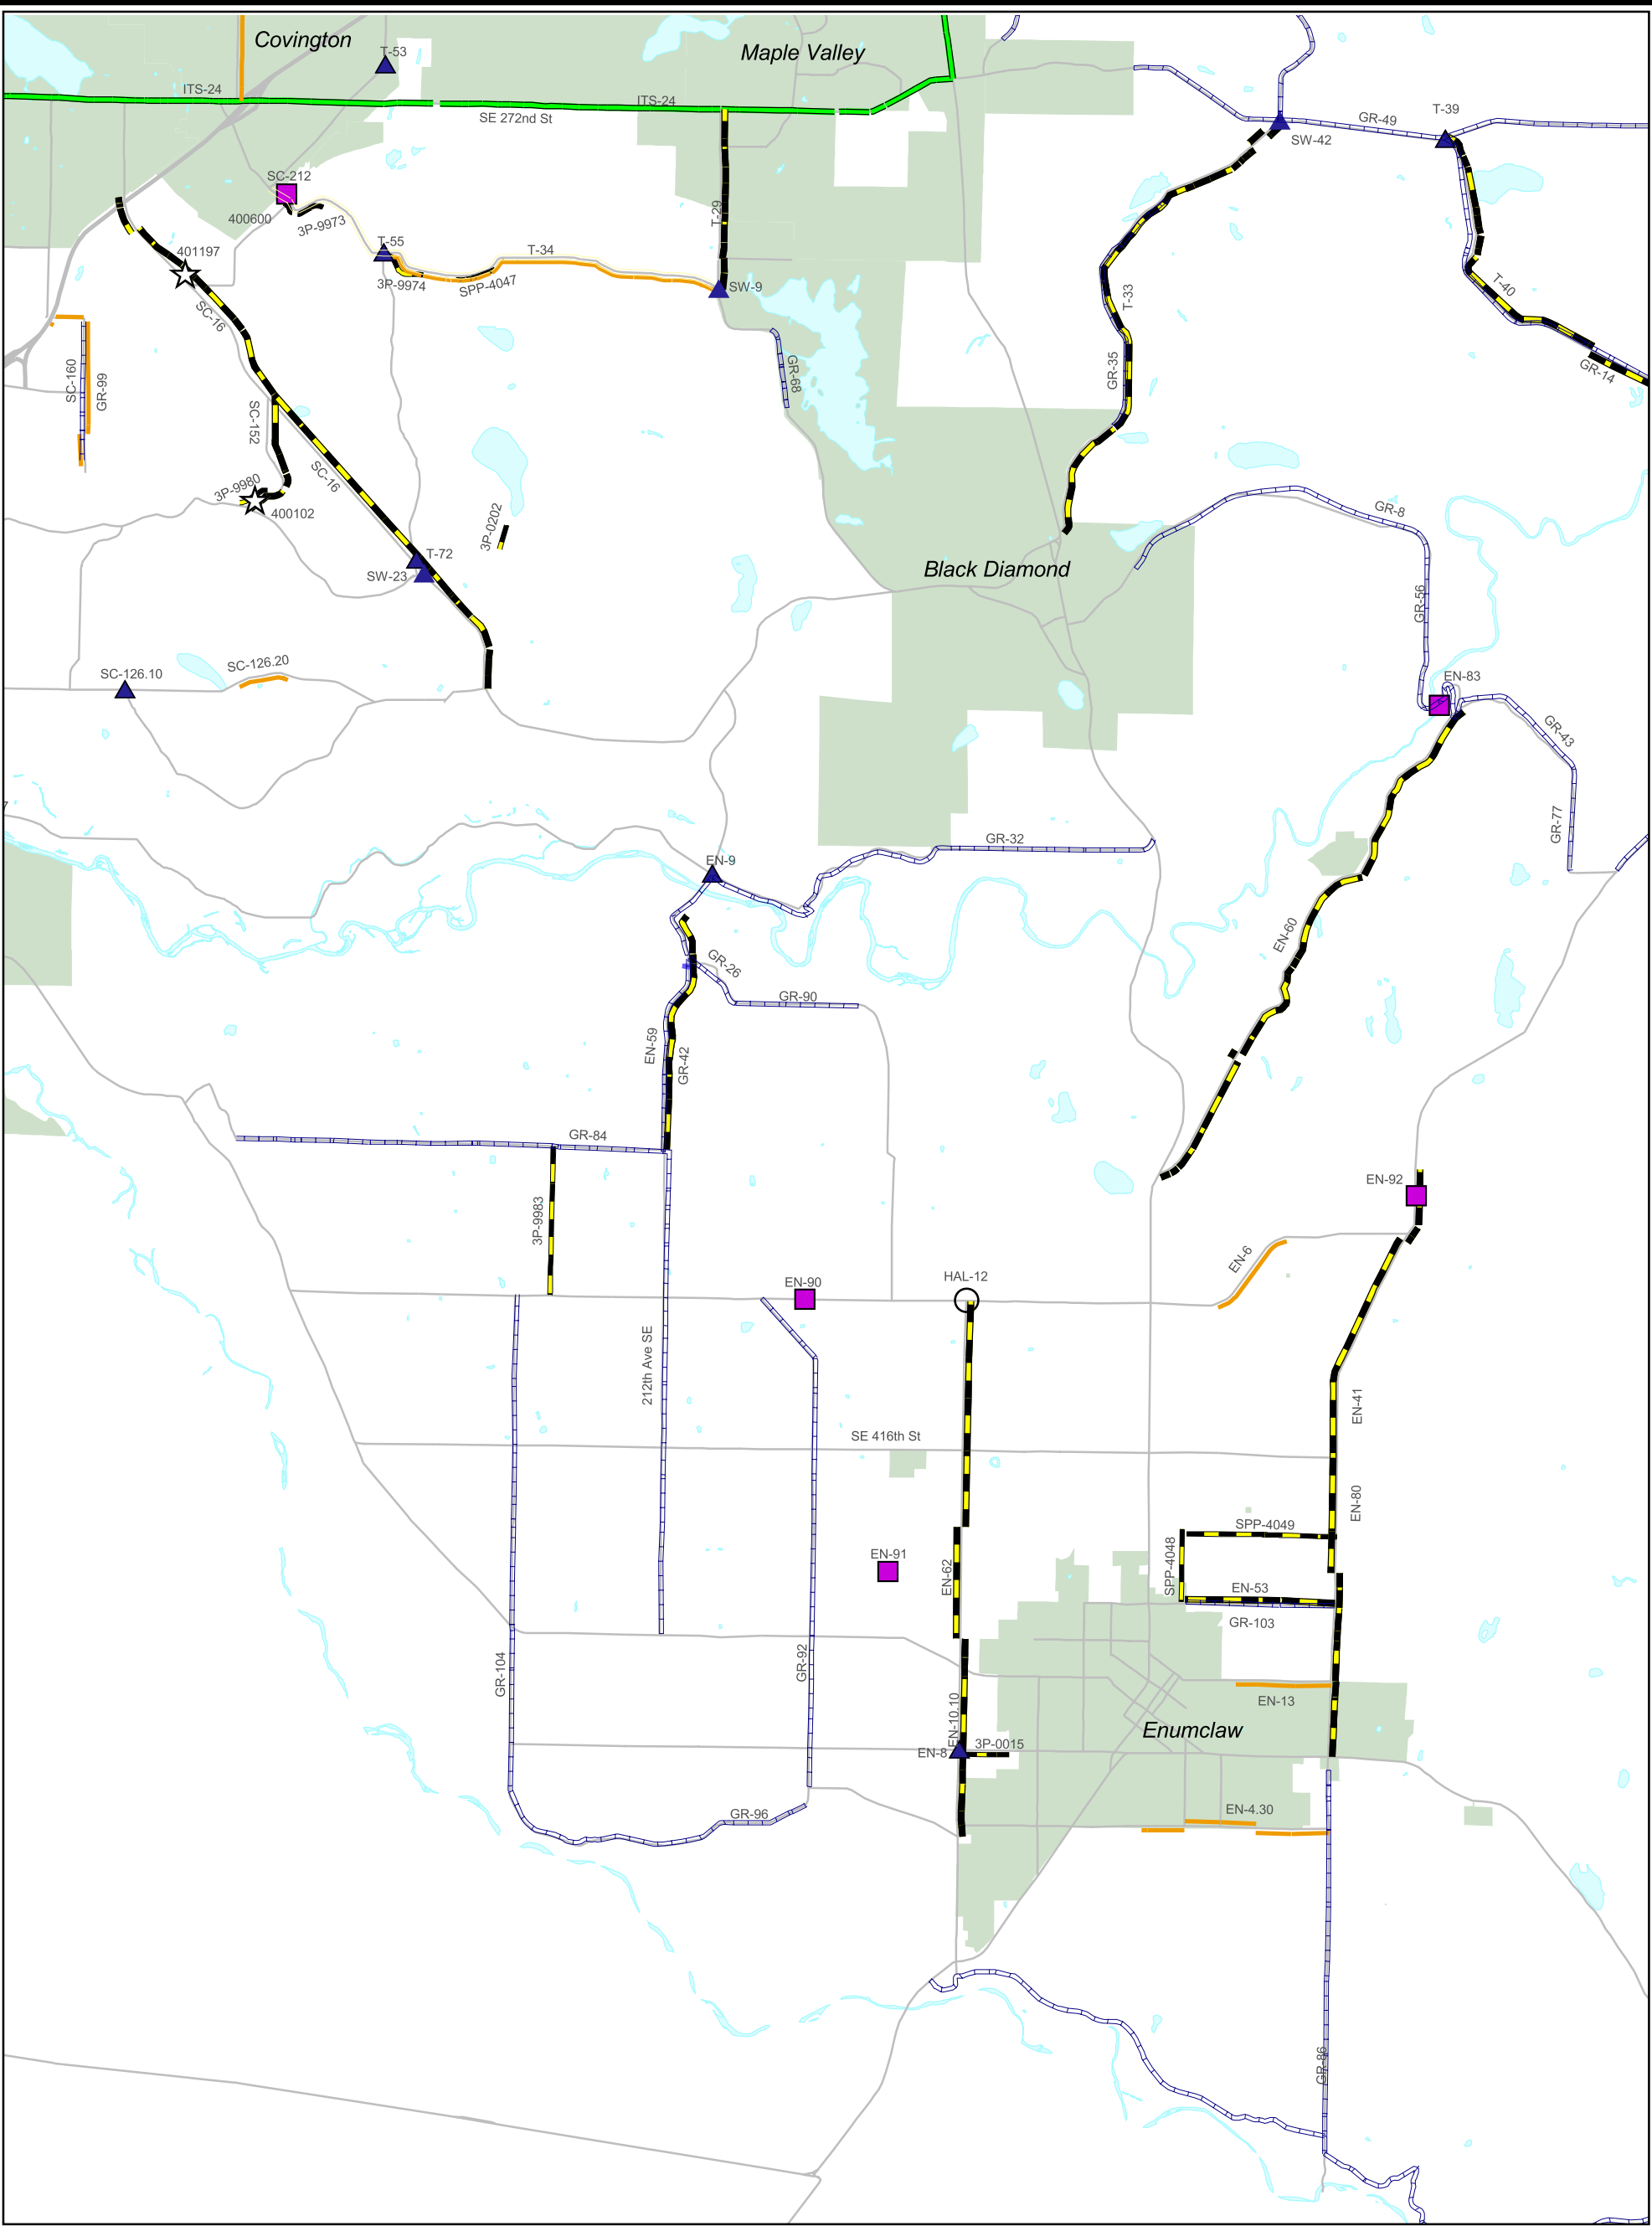 Covington
T-53
Maple Valley
ITS-24
ITS-24
SE 272nd St
T-39
GR-49
SW-42
SC-212
400600
3P-9973
T-29
T-55
T-34
401197
3P-9974
SPP-4047
SW-9
T-33
T-40
SC-16
SC-160
GR-99
GR-68
GR-35
GR-14
SC-152
SC-16
3P-9980
400102
3P-0202
GR-8
T-72
SW-23
Black Diamond
GR-56
SC-126.10
SC-126.20
EN-83
GR-43
7
GR-77
GR-32
EN-9
EN-60
GR-26
GR-90
EN-59
GR-42
GR-84
EN-92
3P-9983
EN-6
EN-90
HAL-12
212th Ave SE
EN-41
SE 416th St
EN-80
SPP-4049
SPP-4048
EN-91
EN-62
EN-53
GR-103
GR-104
GR-92
EN-13
EN-10.10
Enumclaw
EN-8
3P-0015
GR-96
EN-4.30
GR-86